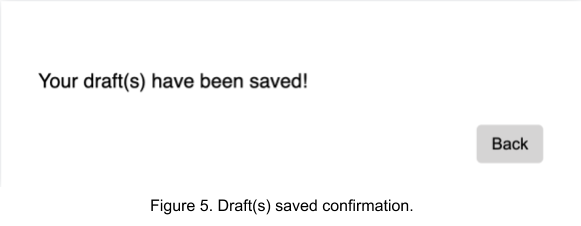 Your draft(s) have been saved!
Back
Figure 5. Draft(s) saved confirmation.